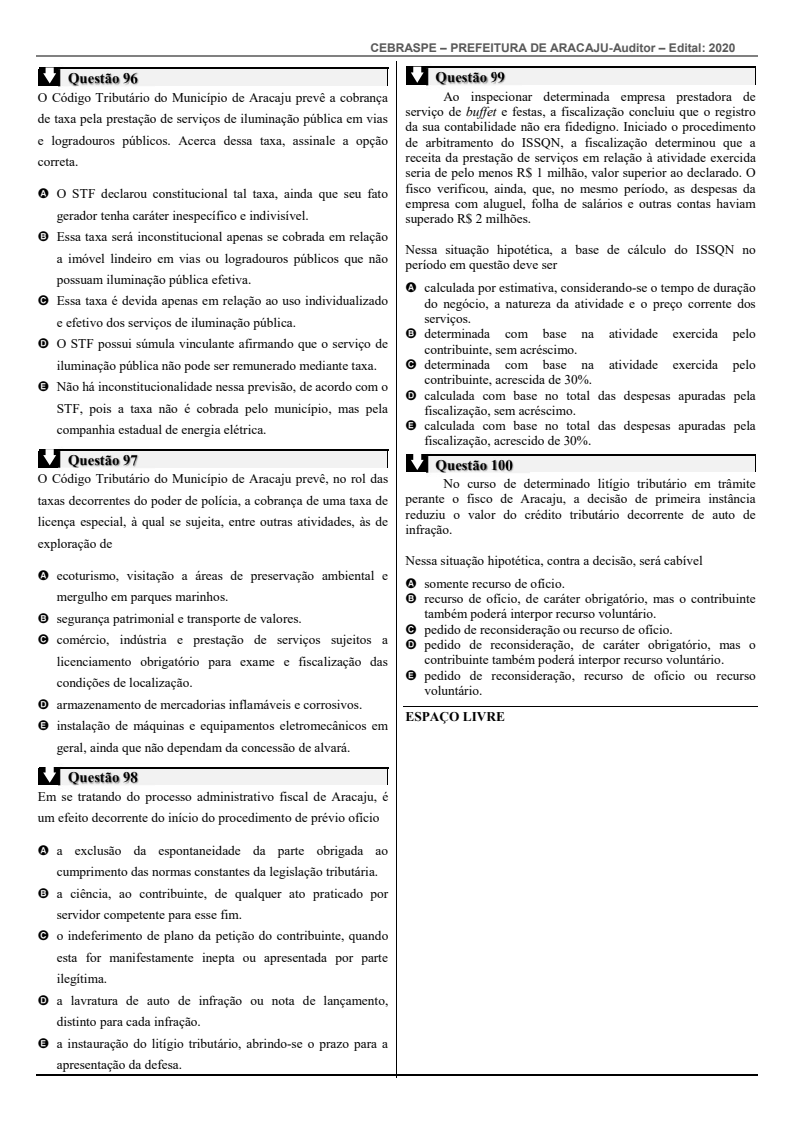 CEBRASPE – PREFEITURA DE ARACAJU-Auditor – Edital: 2020
Questão 96
O Código Tributário do Município de Aracaju prevê a cobrança
de taxa pela prestação de serviços de iluminação pública em vias
e logradouros públicos. Acerca dessa taxa, assinale a opção
correta.
A O STF declarou constitucional tal taxa, ainda que seu fato
gerador tenha caráter inespecífico e indivisível.
B Essa taxa será inconstitucional apenas se cobrada em relação
a imóvel lindeiro em vias ou logradouros públicos que não
possuam iluminação pública efetiva.
C Essa taxa é devida apenas em relação ao uso individualizado
e efetivo dos serviços de iluminação pública.
D O STF possui súmula vinculante afirmando que o serviço de
iluminação pública não pode ser remunerado mediante taxa.
E Não há inconstitucionalidade nessa previsão, de acordo com o
STF, pois a taxa não é cobrada pelo município, mas pela
companhia estadual de energia elétrica.
Questão 97
O Código Tributário do Município de Aracaju prevê, no rol das
taxas decorrentes do poder de polícia, a cobrança de uma taxa de
licença especial, à qual se sujeita, entre outras atividades, às de
exploração de
A ecoturismo, visitação a áreas de preservação ambiental e
mergulho em parques marinhos.
B segurança patrimonial e transporte de valores.
C comércio, indústria e prestação de serviços sujeitos a
licenciamento obrigatório para exame e fiscalização das
condições de localização.
D armazenamento de mercadorias inflamáveis e corrosivos.
E instalação de máquinas e equipamentos eletromecânicos em
geral, ainda que não dependam da concessão de alvará.
Questão 98
Em se tratando do processo administrativo fiscal de Aracaju, é
um efeito decorrente do início do procedimento de prévio ofício
A a exclusão da espontaneidade da parte obrigada ao
cumprimento das normas constantes da legislação tributária.
B a ciência, ao contribuinte, de qualquer ato praticado por
servidor competente para esse fim.
C o indeferimento de plano da petição do contribuinte, quando
esta for manifestamente inepta ou apresentada por parte
ilegítima.
D a lavratura de auto de infração ou nota de lançamento,
distinto para cada infração.
E a instauração do litígio tributário, abrindo-se o prazo para a
apresentação da defesa.
Questão 99
Ao inspecionar determinada empresa prestadora de
serviço de buffet e festas, a fiscalização concluiu que o registro
da sua contabilidade não era fidedigno. Iniciado o procedimento
de arbitramento do ISSQN, a fiscalização determinou que a
receita da prestação de serviços em relação à atividade exercida
seria de pelo menos R$ 1 milhão, valor superior ao declarado. O
fisco verificou, ainda, que, no mesmo período, as despesas da
empresa com aluguel, folha de salários e outras contas haviam
superado R$ 2 milhões.
Nessa situação hipotética, a base de cálculo do ISSQN no
período em questão deve ser
A calculada por estimativa, considerando-se o tempo de duração
do negócio, a natureza da atividade e o preço corrente dos
serviços.
B determinada com base na atividade exercida pelo
contribuinte, sem acréscimo.
C determinada com base na atividade exercida pelo
contribuinte, acrescida de 30%.
D calculada com base no total das despesas apuradas pela
fiscalização, sem acréscimo.
E calculada com base no total das despesas apuradas pela
fiscalização, acrescido de 30%.
Questão 100
No curso de determinado litígio tributário em trâmite
perante o fisco de Aracaju, a decisão de primeira instância
reduziu o valor do crédito tributário decorrente de auto de
infração.
Nessa situação hipotética, contra a decisão, será cabível
A somente recurso de ofício.
B recurso de ofício, de caráter obrigatório, mas o contribuinte
também poderá interpor recurso voluntário.
C pedido de reconsideração ou recurso de ofício.
D pedido de reconsideração, de caráter obrigatório, mas o
contribuinte também poderá interpor recurso voluntário.
E pedido de reconsideração, recurso de ofício ou recurso
voluntário.
ESPAÇO LIVRE